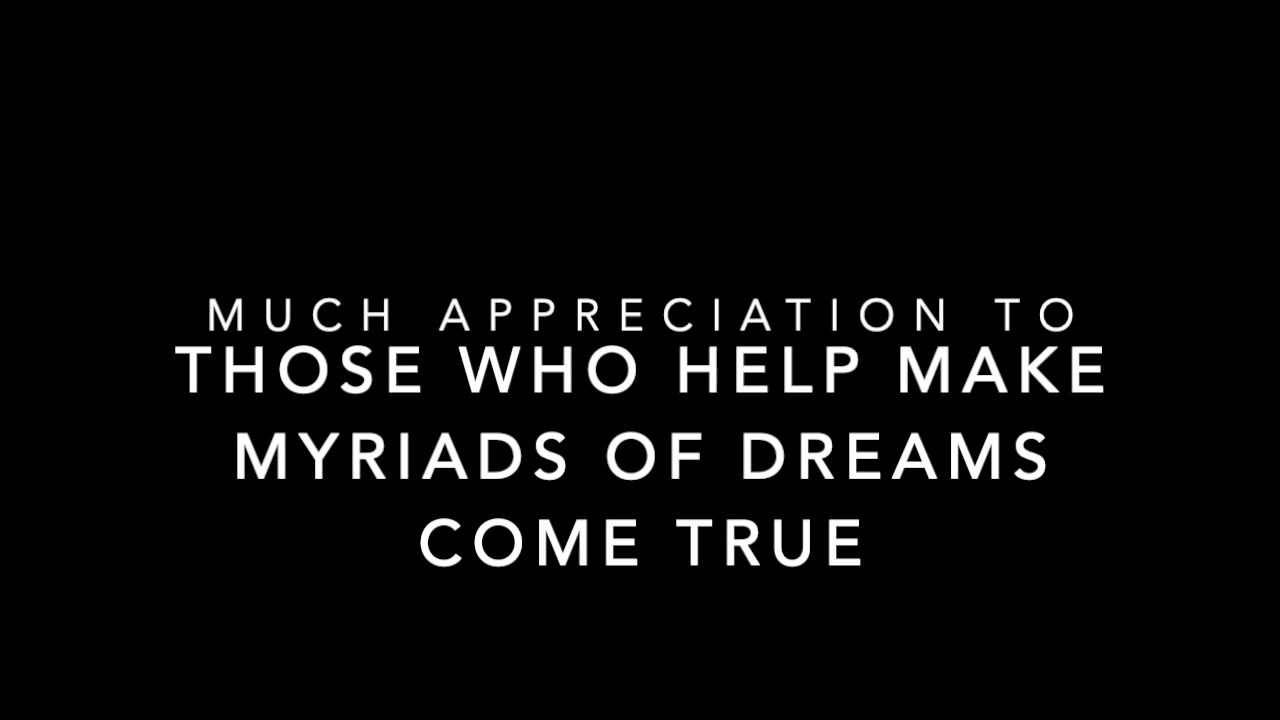 MUCH APPRECIATION TO
THOSE WHO HELP MAKE
MYRIADS OF DREAMS
COME TRUE